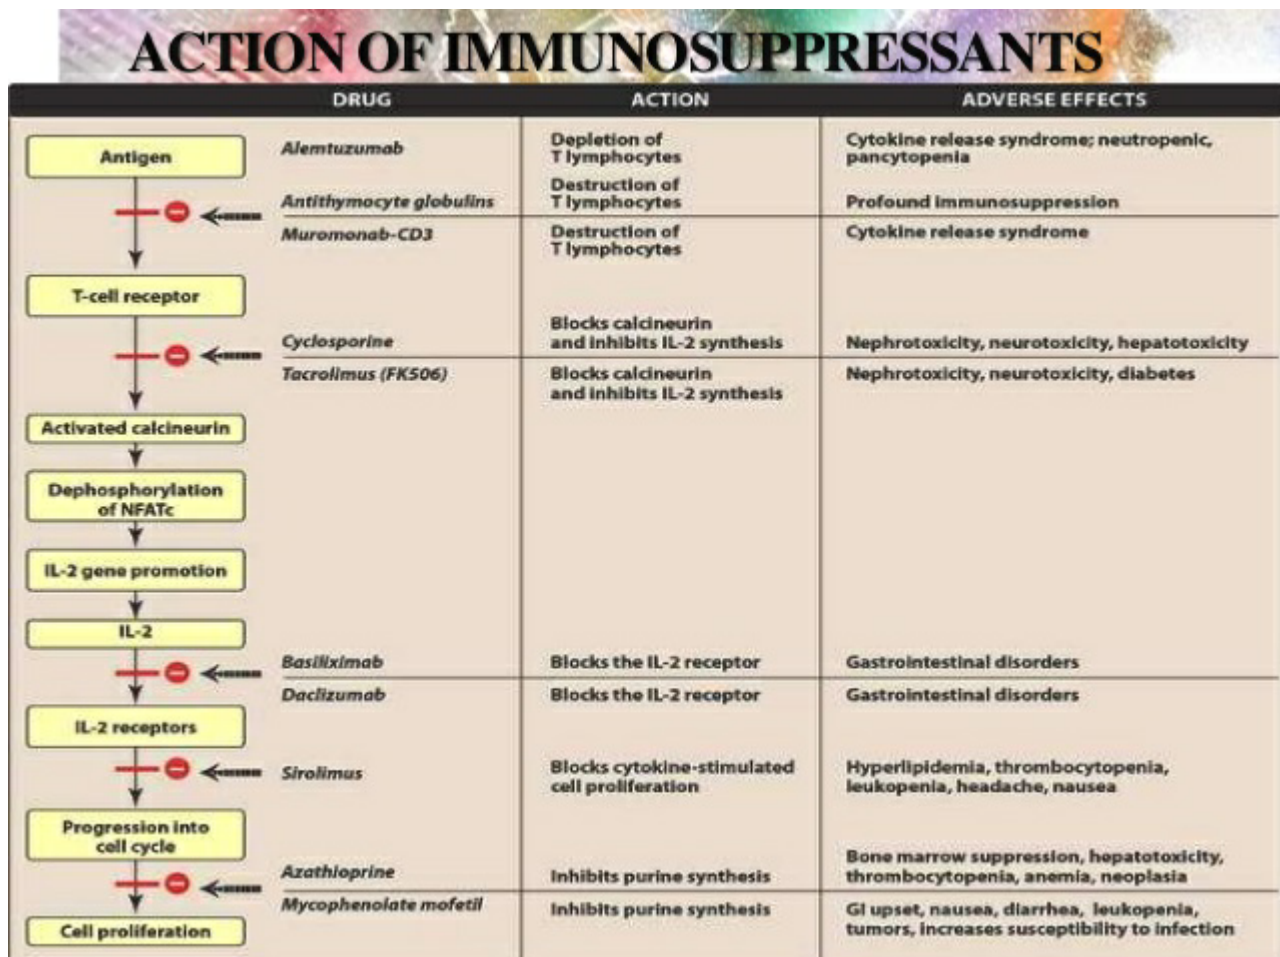 ACTION OF IMMUNOSUPPRESSANTS
DRUG
ACTION
ADVERSE EFFECTS
Antigen
Alemtuzumab
Depletion of
T lymphocytes
Cytokine release syndrome; neutropenic,
pancytopenia
Antithymocyte globulins
Destruction of
T lymphocytes
Profound immunosuppression
Muromonab-CD3
Destruction of
T lymphocytes
Cytokine release syndrome
T-cell receptor
Cyclosporine
Blocks calcineurin
and inhibits IL-2 synthesis
Nephrotoxicity, neurotoxicity, hepatotoxicity
Tacrolimus (FK506)
Blocks calcineurin
and inhibits IL-2 synthesis
Nephrotoxicity, neurotoxicity, diabetes
Activated calcineurin
Dephosphorylation
of NFATc
IL-2 gene promotion
IL-2
Basiliximab
Blocks the IL-2 receptor
Gastrointestinal disorders
Daclizumab
Blocks the IL-2 receptor
Gastrointestinal disorders
IL-2 receptors
Sirolimus
Blocks cytokine-stimulated
cell proliferation
Hyperlipidemia, thrombocytopenia,
leukopenia, headache, nausea
Progression into
cell cycle
Azathioprine
Inhibits purine synthesis
Bone marrow suppression, hepatotoxicity,
thrombocytopenia, anemia, neoplasia
Mycophenolate mofetil
Inhibits purine synthesis
GI upset, nausea, diarrhea, leukopenia,
tumors, increases susceptibility to infection
Cell proliferation